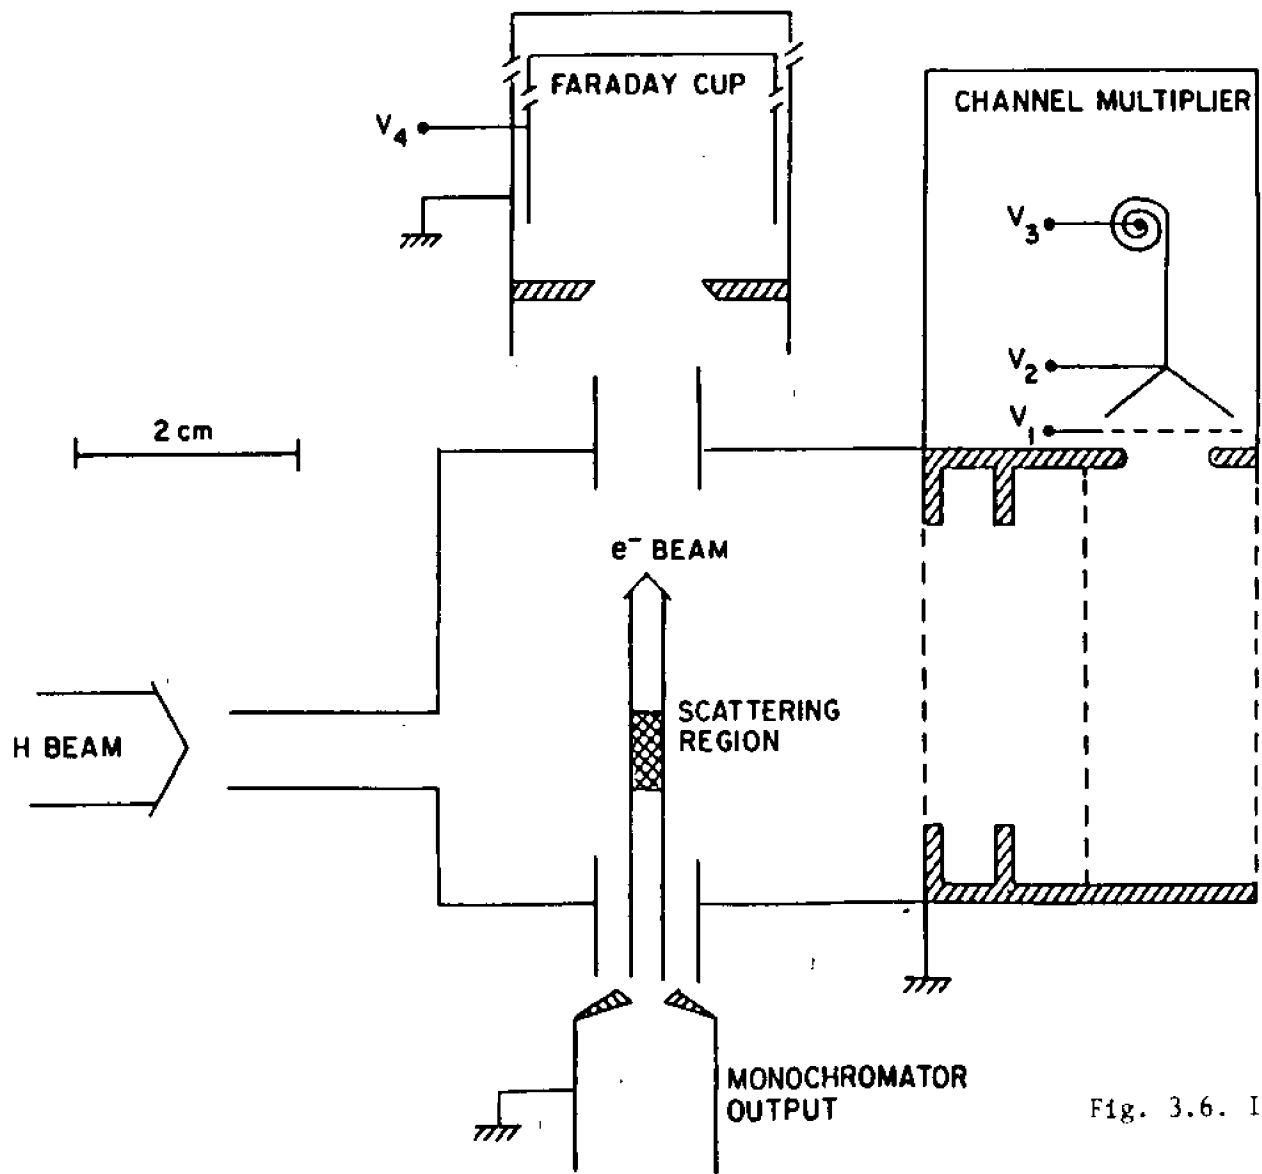 FARADAY CUP
V4
CHANNEL MULTIPLIER
V3
V2
V1
2 cm
e⁻ BEAM
SCATTERING
REGION
H BEAM
MONOCHROMATOR
OUTPUT
Fig. 3.6. I